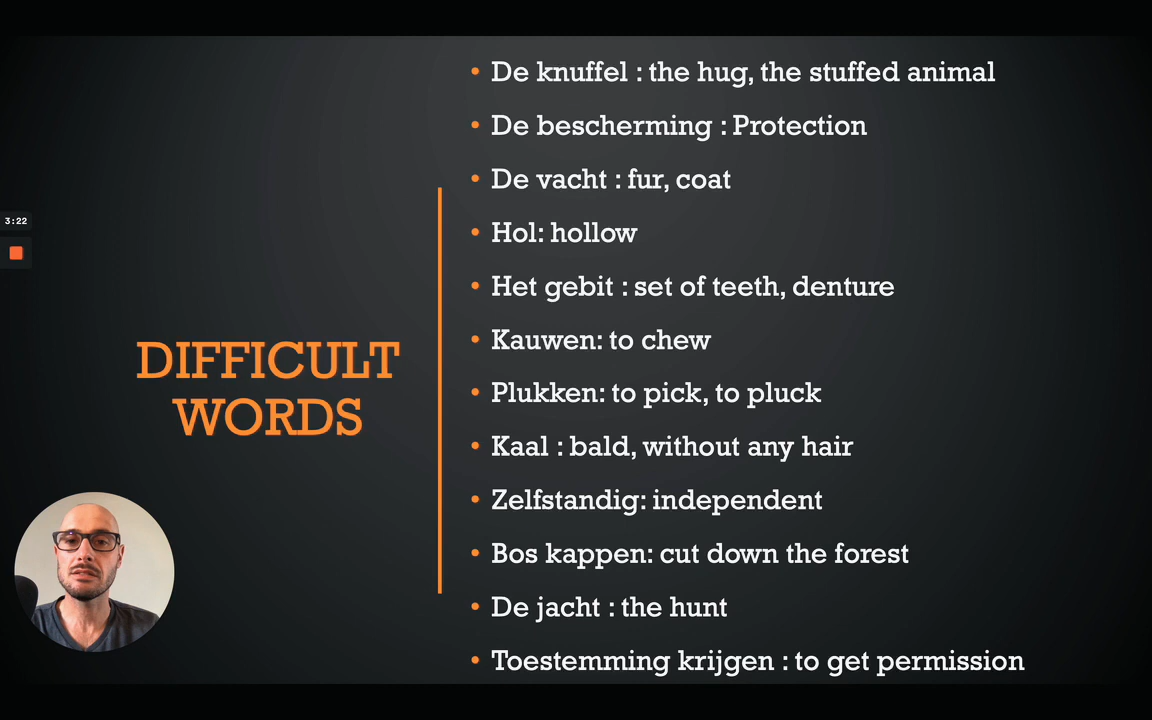 3:22
DIFFICULT
WORDS
• De knuffel : the hug, the stuffed animal
• De bescherming : Protection
• De vacht : fur, coat
• Hol: hollow
• Het gebit : set of teeth, denture
• Kauwen: to chew
• Plukken: to pick, to pluck
• Kaal : bald, without any hair
• Zelfstandig: independent
• Bos kappen: cut down the forest
• De jacht : the hunt
• Toestemming krijgen : to get permission